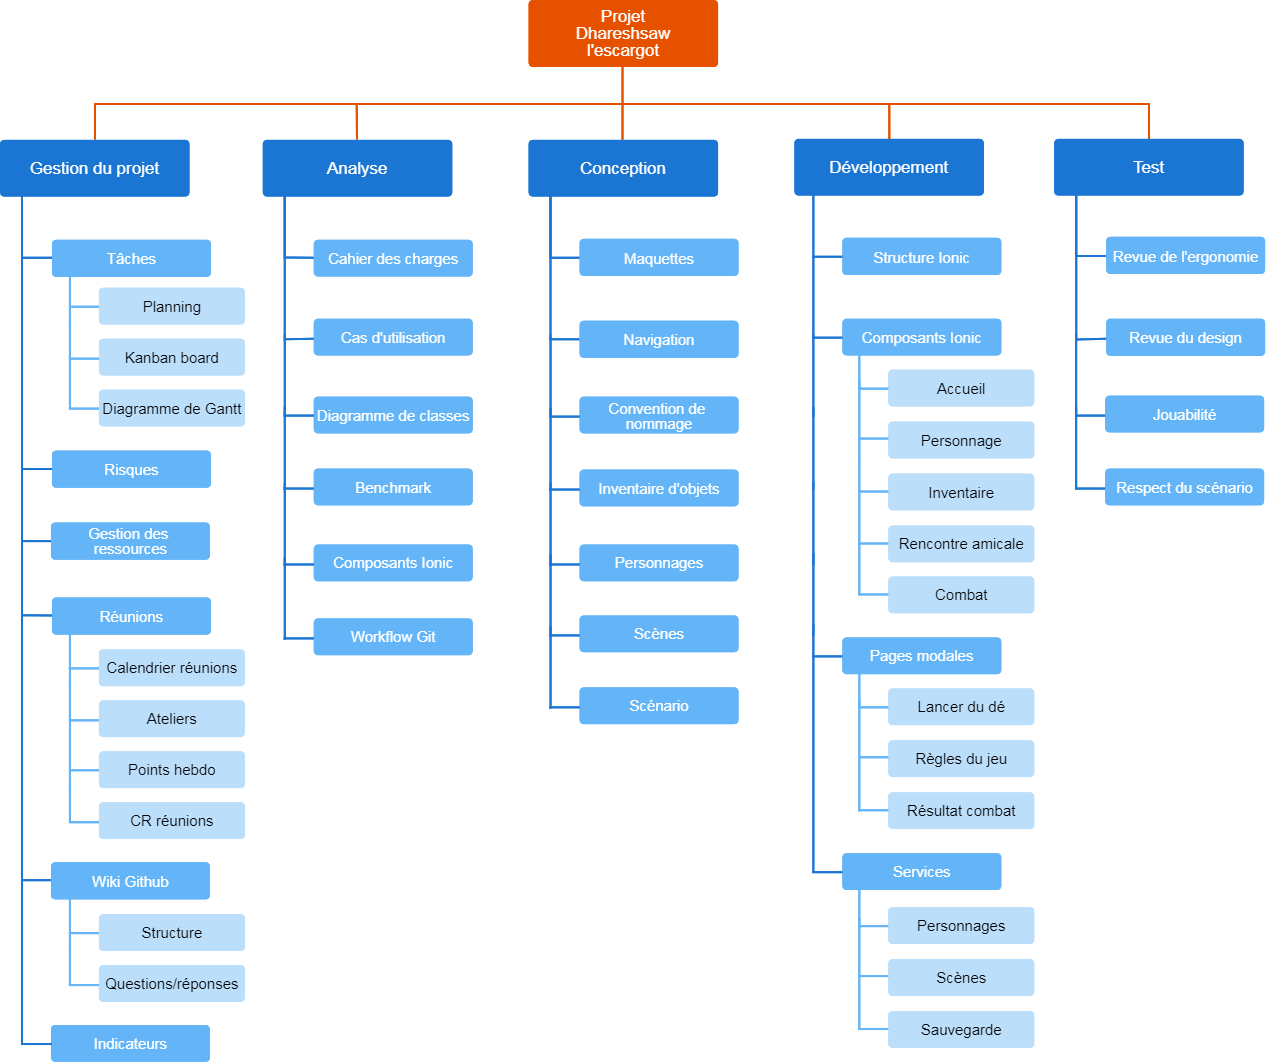 Projet
Dhareshsaw
l'escargot
Gestion du projet
Tâches
Planning
Kanban board
Diagramme de Gantt
Risques
Gestion des
ressources
Réunions
Calendrier réunions
Ateliers
Points hebdo
CR réunions
Wiki Github
Structure
Questions/réponses
Indicateurs
Analyse
Cahier des charges
Cas d'utilisation
Diagramme de classes
Benchmark
Composants Ionic
Workflow Git
Conception
Maquettes
Navigation
Convention de
nommage
Inventaire d'objets
Personnages
Scènes
Scénario
Développement
Structure Ionic
Composants Ionic
Accueil
Personnage
Inventaire
Rencontre amicale
Combat
Pages modales
Lancer du dé
Règles du jeu
Résultat combat
Services
Personnages
Scènes
Sauvegarde
Test
Revue de l'ergonomie
Revue du design
Jouabilité
Respect du scénario